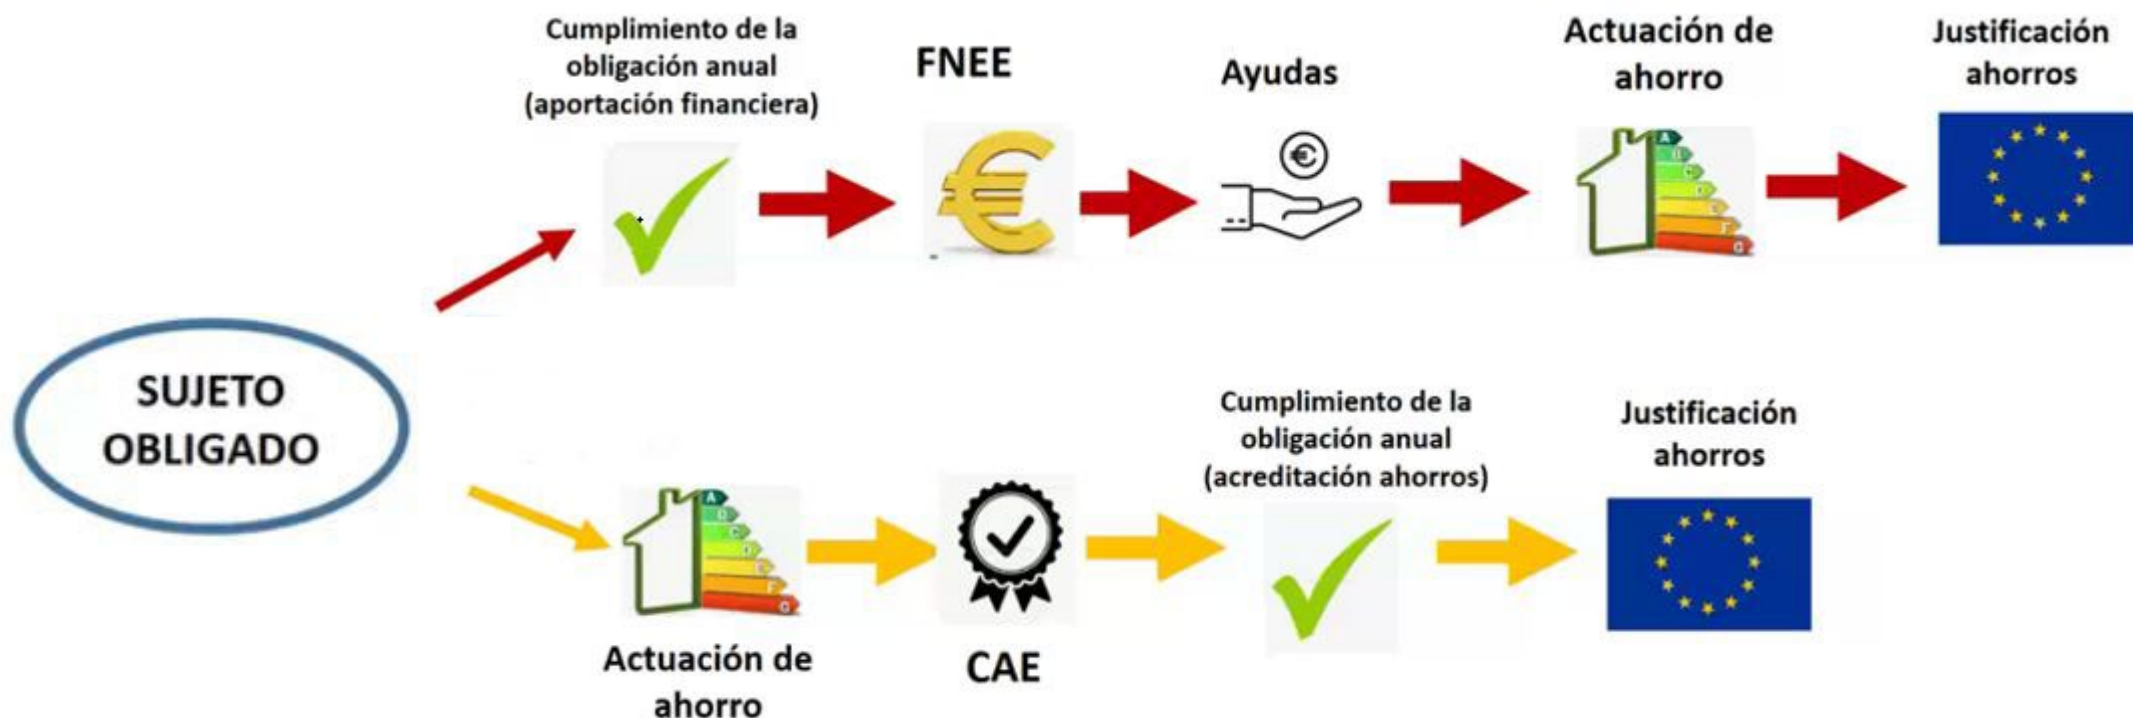 Cumplimiento de la
obligación anual
(aportación financiera)
FNEE
Ayudas
Actuación de
ahorro
Justificación
ahorros
SUJETO
OBLIGADO
Actuación de
ahorro
CAE
Cumplimiento de la
obligación anual
(acreditación ahorros)
Justificación
ahorros